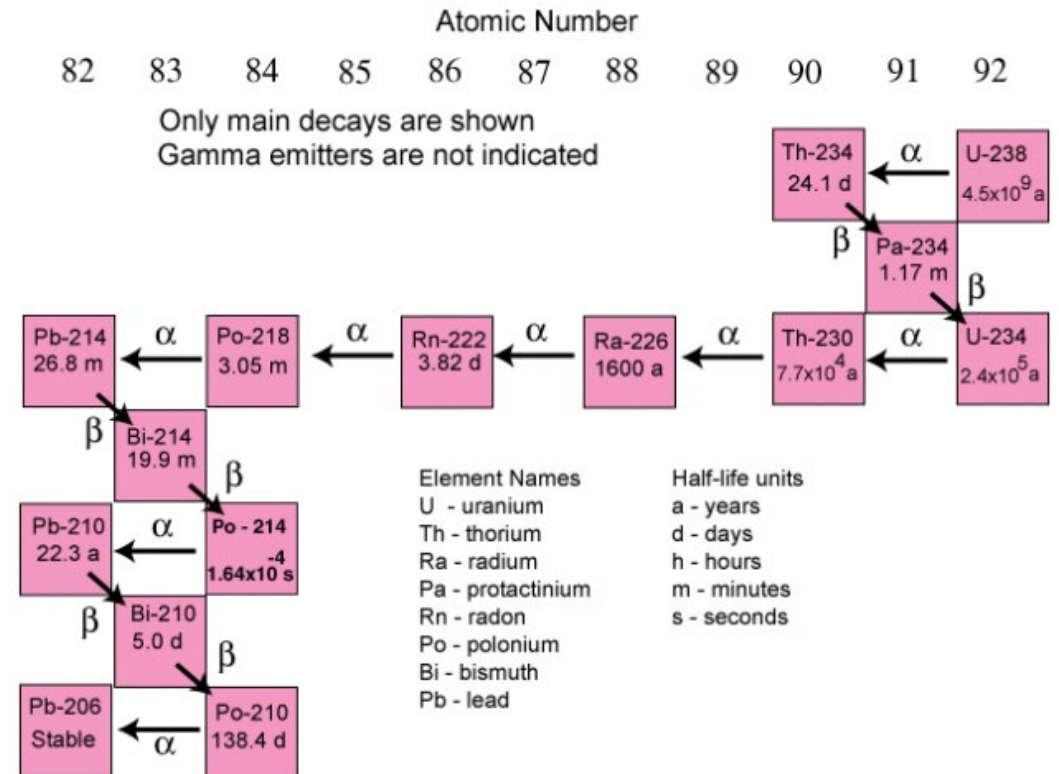 Atomic Number
82 83 84 85 86 87 88 89 90 91 92
Only main decays are shown
Gamma emitters are not indicated
Th-234
24.1 d
α
U-238
4.5x10⁹a
β
Pa-234
1.17 m
β
Pb-214
26.8 m
α
Po-218
3.05 m
α
Rn-222
3.82 d
α
Ra-226
1600 a
α
Th-230
7.7x10⁴a
α
U-234
2.4x10⁵a
β
Bi-214
19.9 m
β
Pb-210
22.3 a
α
Po - 214
-4
1.64x10 s
β
Bi-210
5.0 d
β
Pb-206
Stable
α
Po-210
138.4 d
Element Names
U - uranium
Th - thorium
Ra - radium
Pa - protactinium
Rn - radon
Po - polonium
Bi - bismuth
Pb - lead
Half-life units
a - years
d - days
h - hours
m - minutes
s - seconds